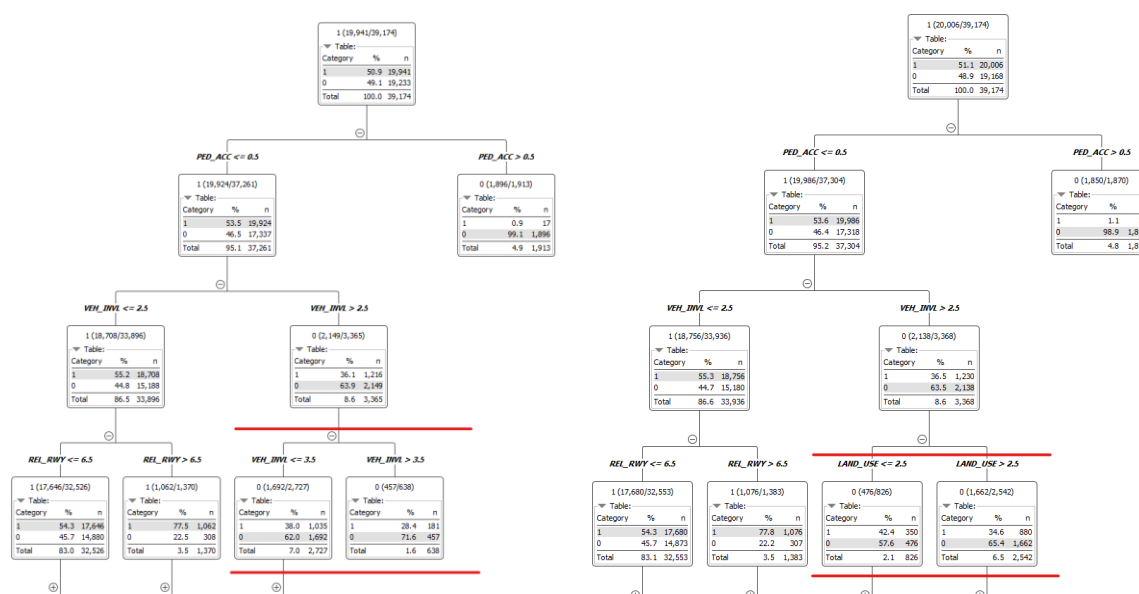 1 (19,941/39,174)
Table:
Category % n
1 50.9 19,941
0 49.1 19,233
Total 100.0 39,174
PED_ACC <= 0.5
PED_ACC > 0.5
1 (19,924/37,261)
Table:
Category % n
1 53.5 19,924
0 46.5 17,337
Total 95.1 37,261
0 (1,896/1,913)
Table:
Category % n
1 0.9 17
0 99.1 1,896
Total 4.9 1,913
VEH_INVL <= 2.5
VEH_INVL > 2.5
1 (18,708/33,896)
Table:
Category % n
1 55.2 18,708
0 44.8 15,188
Total 86.5 33,896
0 (2,149/3,365)
Table:
Category % n
1 36.1 1,216
0 63.9 2,149
Total 8.6 3,365
REL_RWY <= 6.5
REL_RWY > 6.5
VEH_INVL <= 3.5
VEH_INVL > 3.5
1 (17,646/32,526)
Table:
Category % n
1 54.3 17,646
0 45.7 14,880
Total 83.0 32,526
1 (1,062/1,370)
Table:
Category % n
1 77.5 1,062
0 22.5 308
Total 3.5 1,370
0 (1,692/2,727)
Table:
Category % n
1 38.0 1,035
0 62.0 1,692
Total 7.0 2,727
0 (457/638)
Table:
Category % n
1 28.4 181
0 71.6 457
Total 1.6 638
1 (20,006/39,174)
Table:
Category % n
1 51.1 20,006
0 48.9 19,168
Total 100.0 39,174
PED_ACC <= 0.5
PED_ACC > 0.5
1 (19,986/37,304)
Table:
Category % n
1 53.6 19,986
0 46.4 17,318
Total 95.2 37,304
0 (1,850/1,870)
Table:
Category %
1 1.1
0 98.9 1,8
Total 4.8 1,8
VEH_INVL <= 2.5
VEH_INVL > 2.5
1 (18,756/33,936)
Table:
Category % n
1 55.3 18,756
0 44.7 15,180
Total 86.6 33,936
0 (2,138/3,368)
Table:
Category % n
1 36.5 1,230
0 63.5 2,138
Total 8.6 3,368
REL_RWY <= 6.5
REL_RWY > 6.5
LAND_USE <= 2.5
LAND_USE > 2.5
1 (17,680/32,553)
Table:
Category % n
1 54.3 17,680
0 45.7 14,873
Total 83.1 32,553
1 (1,076/1,383)
Table:
Category % n
1 77.8 1,076
0 22.2 307
Total 3.5 1,383
0 (476/826)
Table:
Category % n
1 42.4 350
0 57.6 476
Total 2.1 826
0 (1,662/2,542)
Table:
Category % n
1 34.6 880
0 65.4 1,662
Total 6.5 2,542